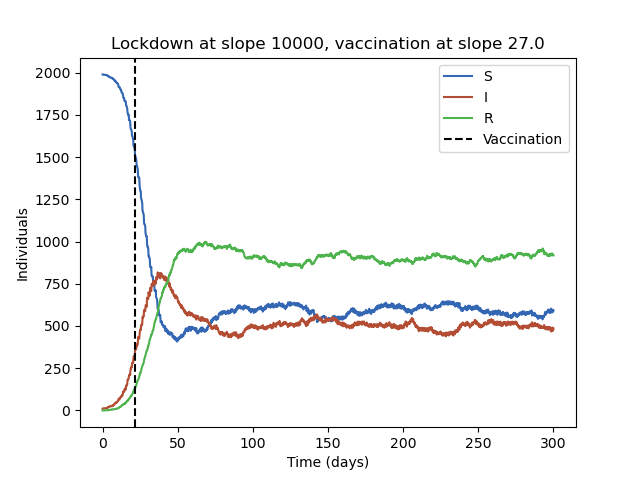 Lockdown at slope 10000, vaccination at slope 27.0
2000
1750
1500
1250
1000
750
500
250
0
Individuals
S
I
R
Vaccination
0 50 100 150 200 250 300
Time (days)